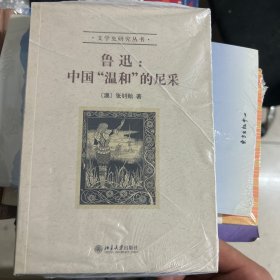 ·文学史研究丛书·
鲁迅：
中国“温和”的尼采
〔澳〕张钊贻 著
北京大学出版社